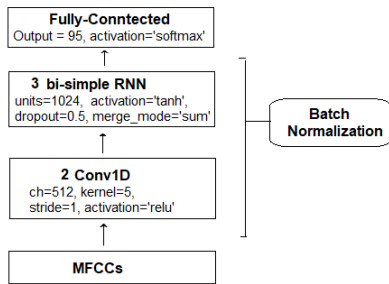 Fully-Conntected
Output = 95, activation='softmax'
3 bi-simple RNN
units=1024, activation='tanh',
dropout=0.5, merge_mode='sum'
Batch
Normalization
2 Conv1D
ch=512, kernel=5,
stride=1, activation='relu'
MFCCs